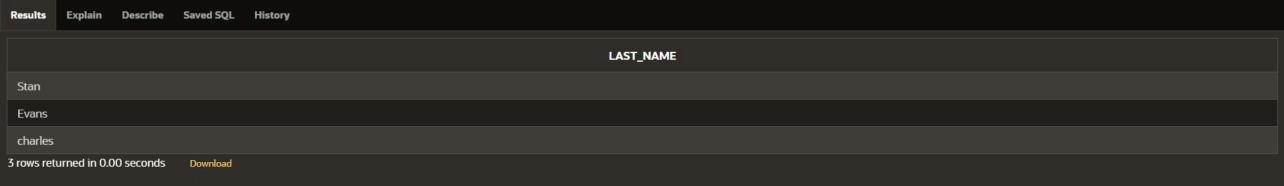 Results Explain Describe Saved SQL History
LAST_NAME
Stan
Evans
charles
3 rows returned in 0.00 seconds Download